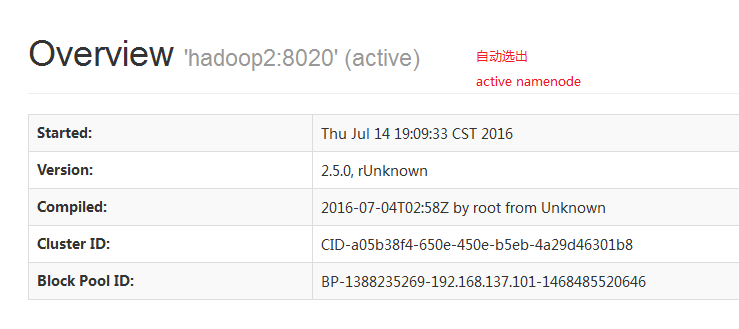 Overview 'hadoop2:8020' (active)
自动选出
active namenode
Started: Thu Jul 14 19:09:33 CST 2016
Version: 2.5.0, rUnknown
Compiled: 2016-07-04T02:58Z by root from Unknown
Cluster ID: CID-a05b38f4-650e-450e-b5eb-4a29d46301b8
Block Pool ID: BP-1388235269-192.168.137.101-1468485520646